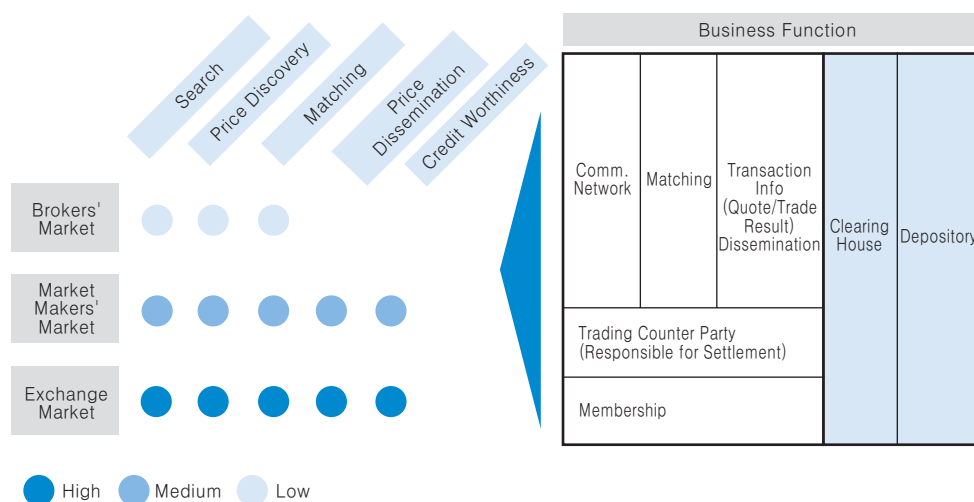 Search
Price Discovery
Matching
Price
Dissemination
Credit Worthiness
Brokers'
Market
Market
Makers'
Market
Exchange
Market
High
Medium
Low
Business Function
Comm.
Network
Matching
Transaction
Info
(Quote/Trade
Result)
Dissemination
Clearing
House
Depository
Trading Counter Party
(Responsible for Settlement)
Membership